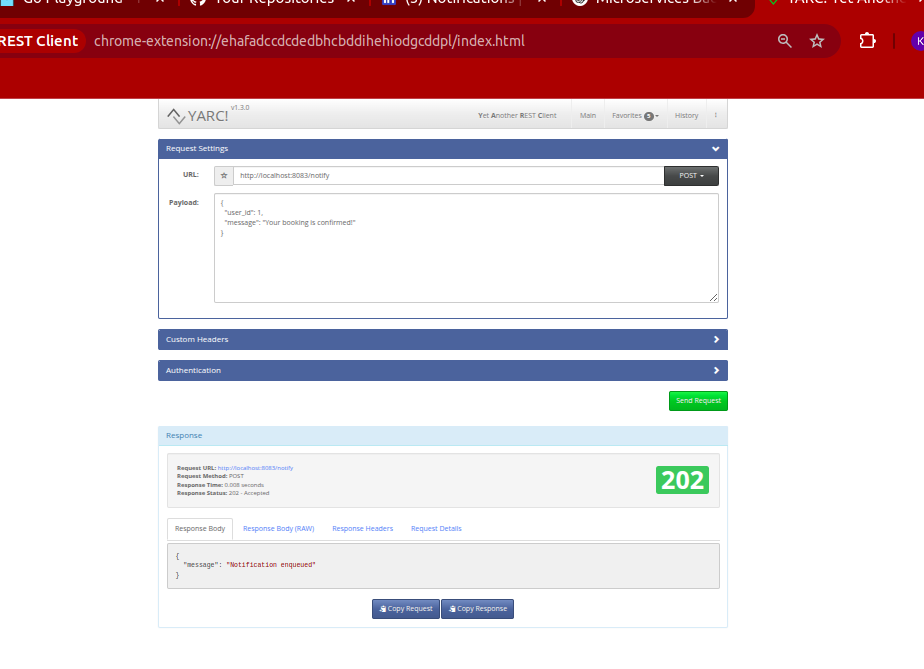 Go Playground
Your Repositories
(5) Notifications
Microservices Bac
YARC: Yet Anothe
REST Client chrome-extension://ehafadccdcdedbhcbddihehiodgcddpl/index.html
K
YARC! v1.3.0
Yet Another REST Client Main Favorites 5 History
Request Settings
URL: http://localhost:8083/notify POST
Payload:
{
"user_id": 1,
"message": "Your booking is confirmed!"
}
Custom Headers
Authentication
Send Request
Response
Request URL: http://localhost:8083/notify
Request Method: POST
Response Time: 0.008 seconds
Response Status: 202 - Accepted
202
Response Body Response Body (RAW) Response Headers Request Details
{
"message": "Notification enqueued"
}
Copy Request Copy Response